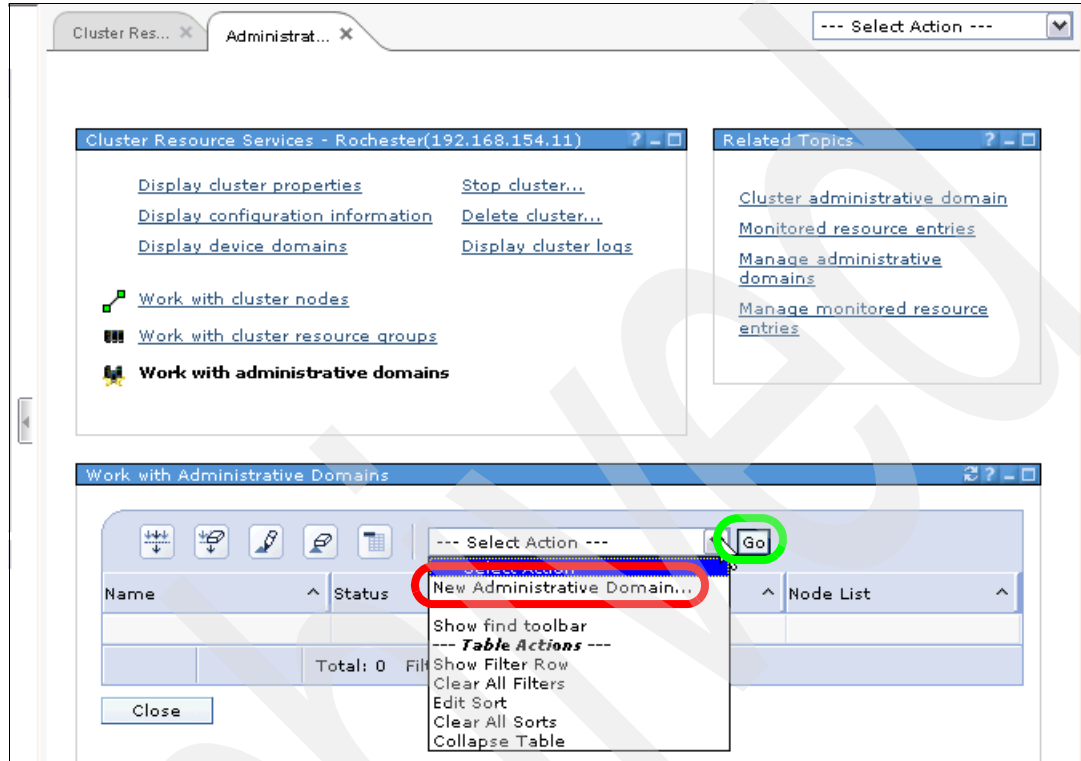 Cluster Res...
Administrat...
--- Select Action ---
Cluster Resource Services - Rochester(192.168.154.11)
Display cluster properties
Stop cluster...
Display configuration information
Delete cluster...
Display device domains
Display cluster logs
Work with cluster nodes
Work with cluster resource groups
Work with administrative domains
Related Topics
Cluster administrative domain
Monitored resource entries
Manage administrative
domains
Manage monitored resource
entries
Work with Administrative Domains
--- Select Action ---
Go
Name
Status
Node List
Select Action
New Administrative Domain...
Show find toolbar
--- Table Actions ---
Show Filter Row
Clear All Filters
Edit Sort
Clear All Sorts
Collapse Table
Total: 0 Fil
Close